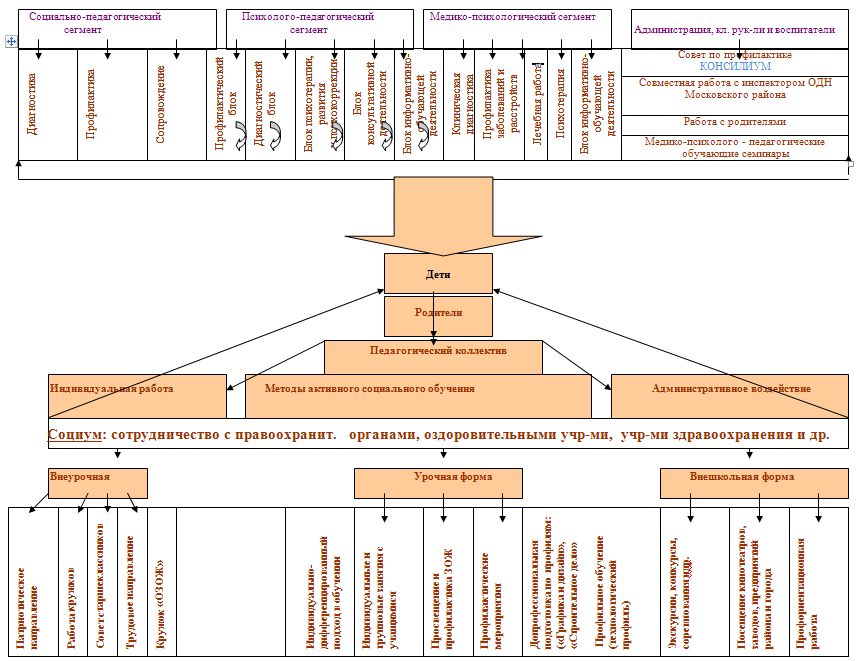 Социально-педагогический
сегмент
Психолого-педагогический
сегмент
Медико-психологический сегмент
Администрация, кл. рук-ли и воспитатели
Диагностика
Профилактика
Сопровождение
Профилактический
блок
Диагностический
блок
Блок психотерапии,
развития
и психокоррекции
Блок
консультативной
деятельности
Блок информативно-
обучающей
деятельности
Клиническая
диагностика
Профилактика
заболеваний и
расстройств
Лечебная работа
Психотерапия
Блок информативно-
обучающей
деятельности
Совет по профилактике
КОНСИЛИУМ
Совместная работа с инспектором ОДН
Московского района
Работа с родителями
Медико-психолого - педагогические
обучающие семинары
Дети
Родители
Педагогический коллектив
Индивидуальная работа
Методы активного социального обучения
Административное воздействие
Социум: сотрудничество с правоохранит. органами, оздоровительными учр-ми, учр-ми здравоохранения и др.
Внеурочная
Урочная форма
Внешкольная форма
Патриотическое
направление
Работа кружков
Совет старшеклассников
Трудовое направление
Кружок «ОЗОЖ»
Индивидуально-
дифференцированный
подход в обучении
Индивидуальные и
групповые занятия с
учащимися
Просвещение и
профилактика ЗОЖ
Профилактические
мероприятия
Допрофессиональная
подготовка по профилям:
(«Графика и дизайн»,
«Строительное дело»
Профильное обучение
(технологический
профиль)
Экскурсии, конкурсы,
соревнования
Посещение кинотеатров,
заводов, предприятий
района и города
Профориентационная
работа